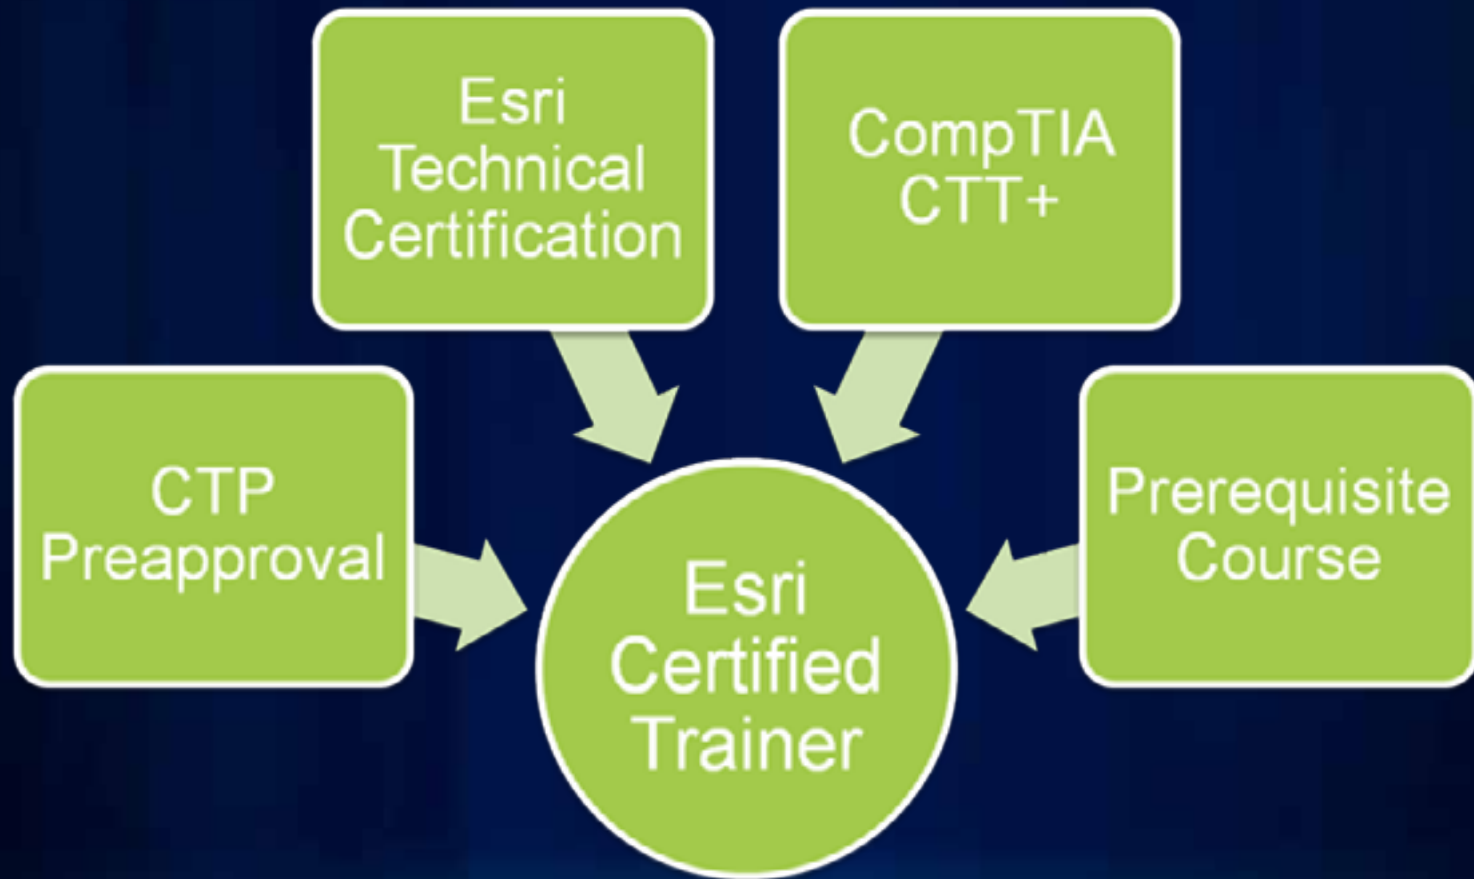 Esri
Technical
Certification
CompTIA
CTT+
CTP
Preapproval
Prerequisite
Course
Esri
Certified
Trainer